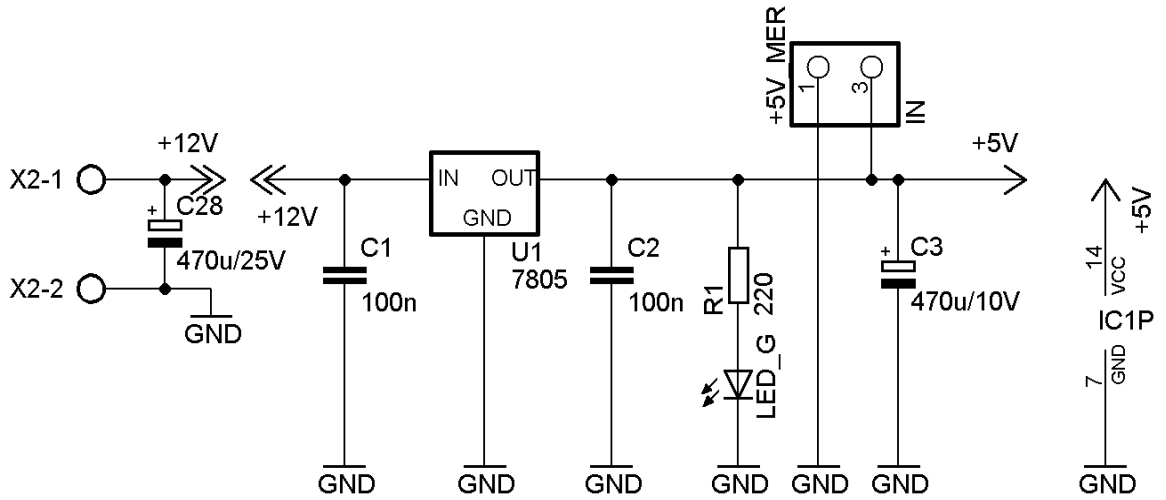 X2-1
+12V
+
C28
470u/25V
X2-2
GND
+12V
C1
100n
GND
IN
OUT
GND
U1
7805
GND
C2
100n
GND
R1
220
LED_G
GND
+5V_MER
1
3
IN
GND
+5V
+
C3
470u/10V
GND
+5V
14
VCC
IC1P
7
GND
GND